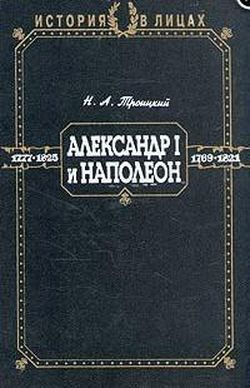 ИСТОРИЯ В ЛИЦАХ
Н. А. Троицкий
АЛЕКСАНДР I
1777-1825 1769-1821
И НАПОЛЕОН